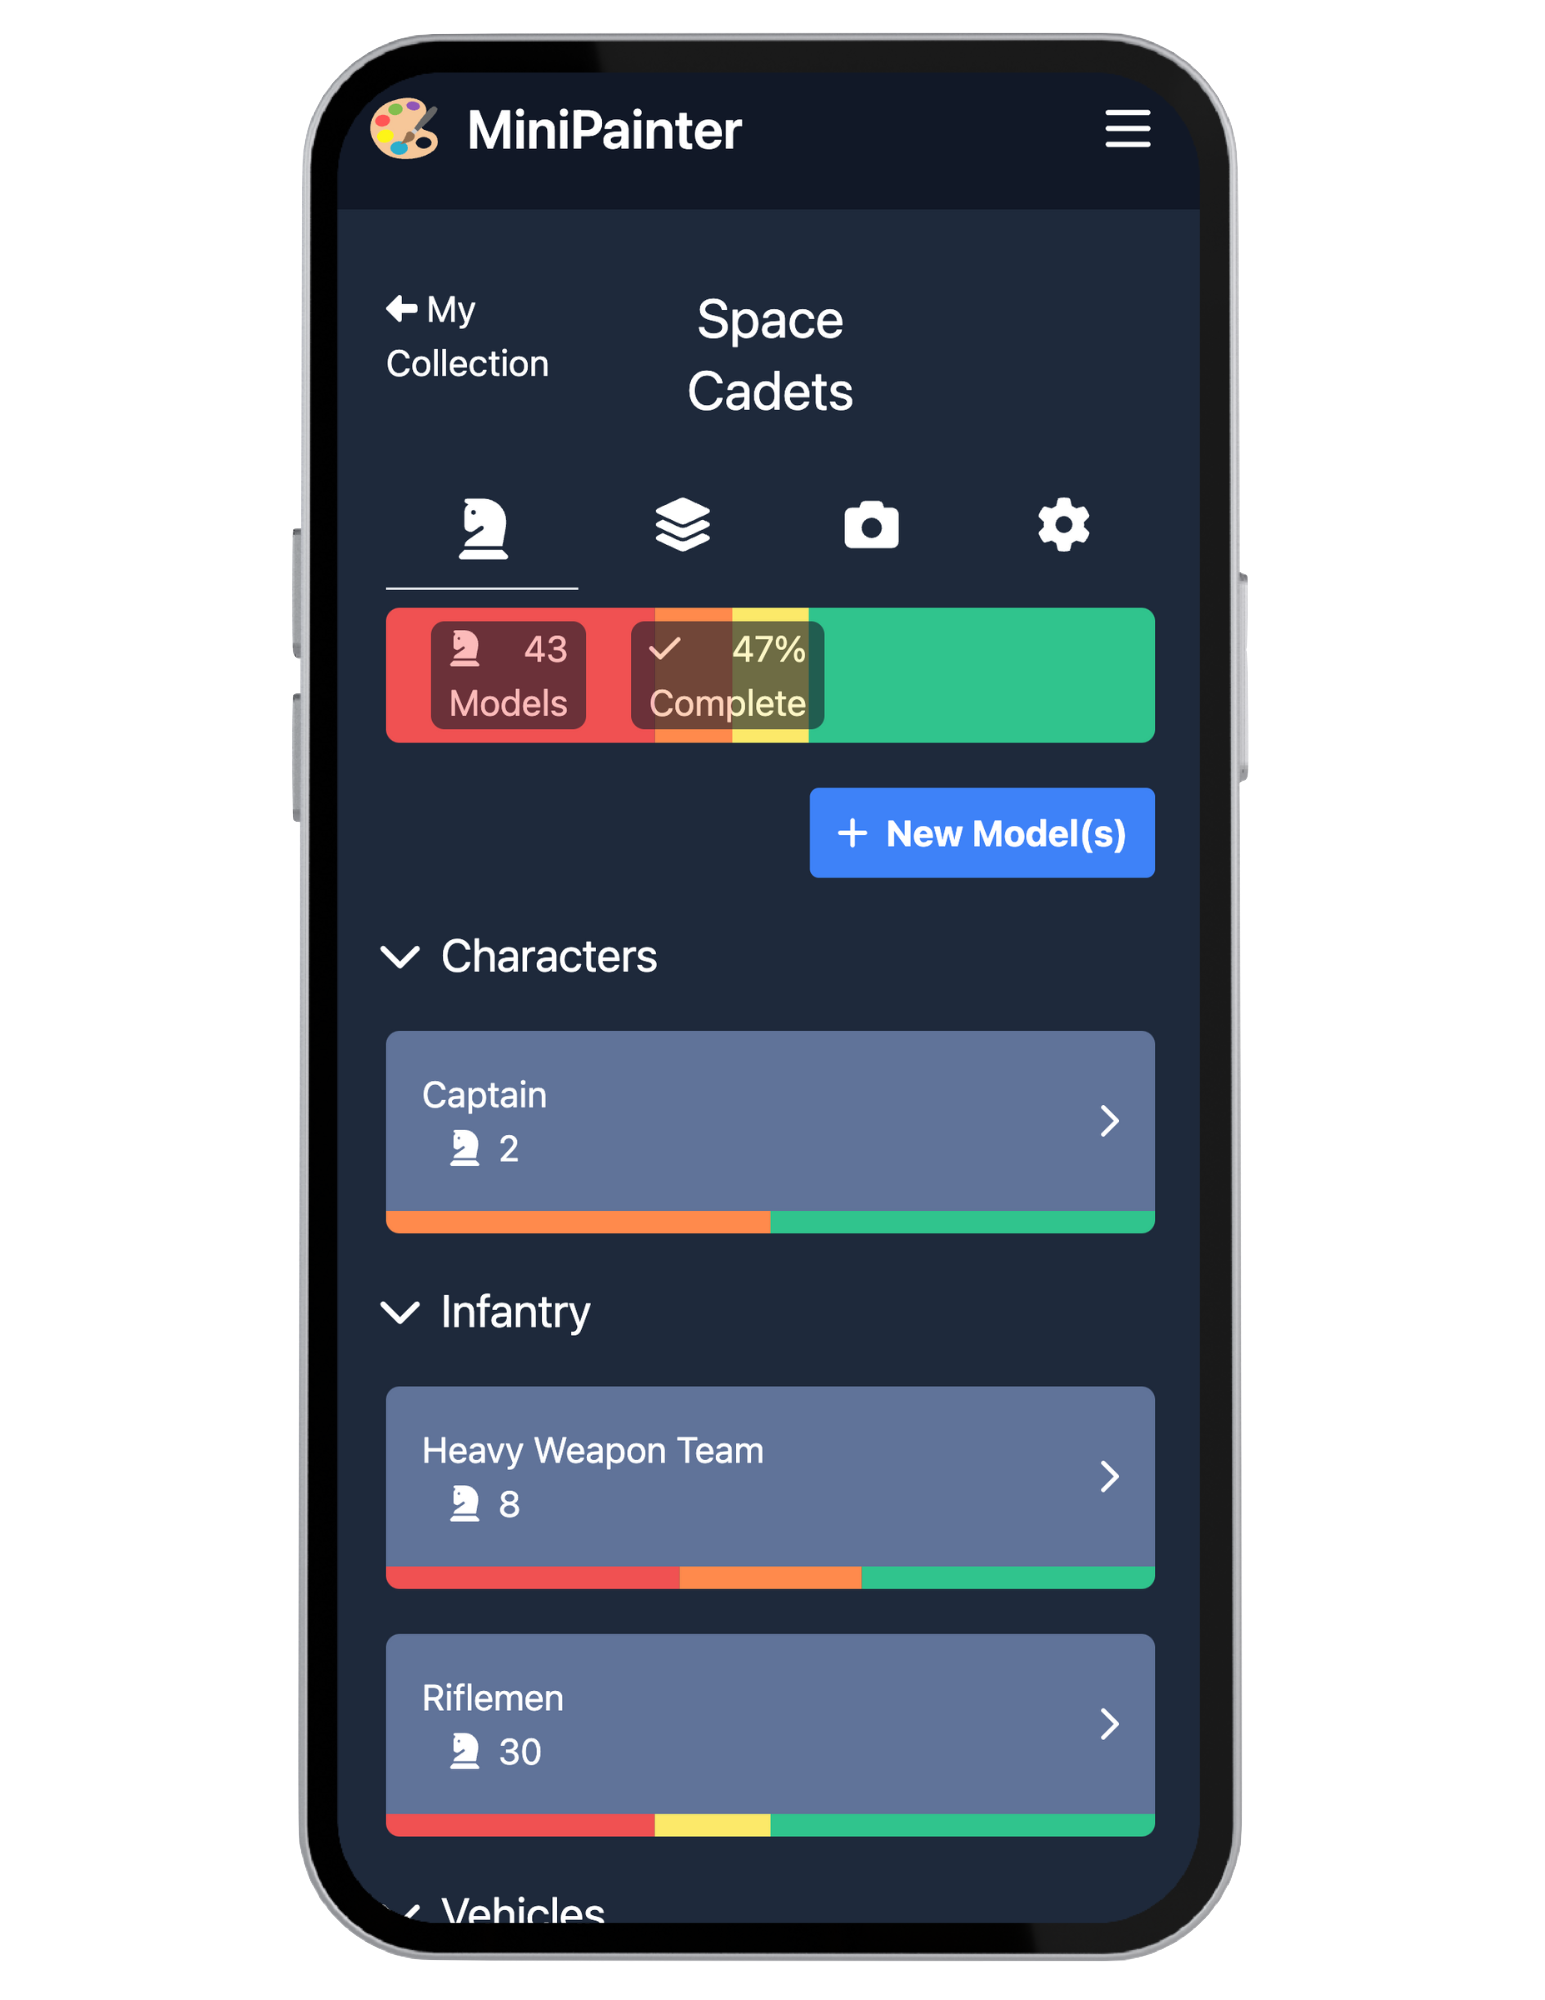 MiniPainter
My
Collection
Space
Cadets
43
Models
47%
Complete
New Model(s)
Characters
Captain
2
Infantry
Heavy Weapon Team
8
Riflemen
30
Vehicles